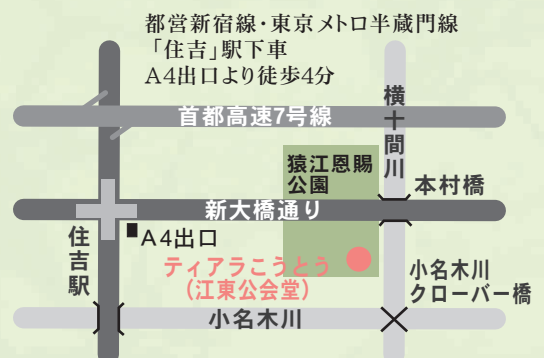 都営新宿線・東京メトロ半蔵門線
「住吉」駅下車
A4出口より徒歩4分
首都高速7号線
横十間川
猿江恩賜
公園
本村橋
新大橋通り
住吉駅
A4出口
ティアラこうとう
(江東公会堂)
小名木川
クローバー橋
小名木川